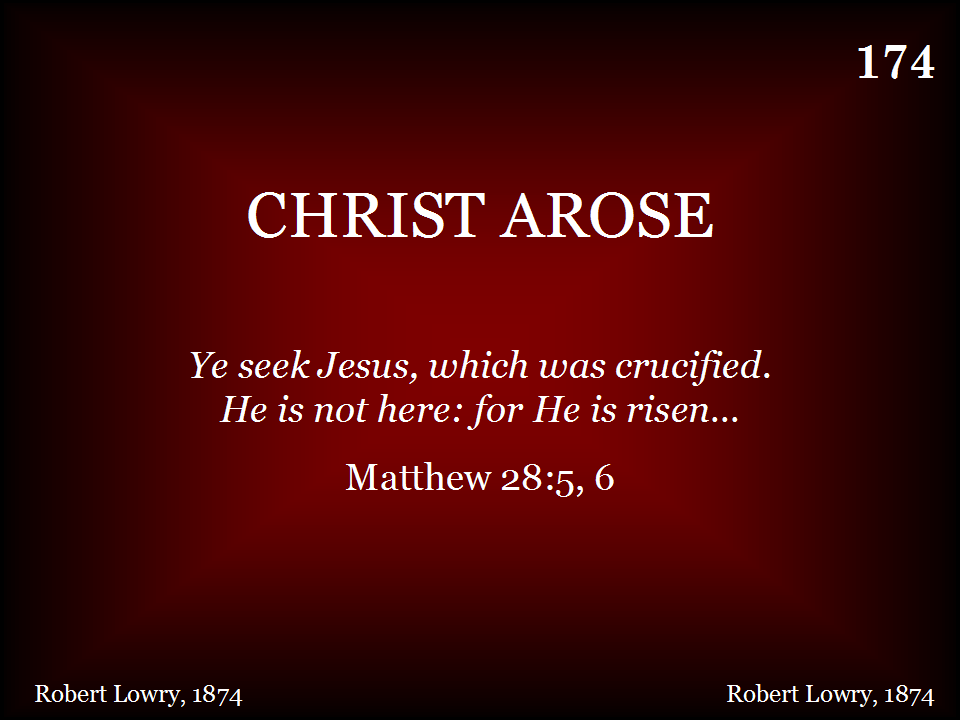 174
CHRIST AROSE
Ye seek Jesus, which was crucified.
He is not here: for He is risen...
Matthew 28:5, 6
Robert Lowry, 1874
Robert Lowry, 1874